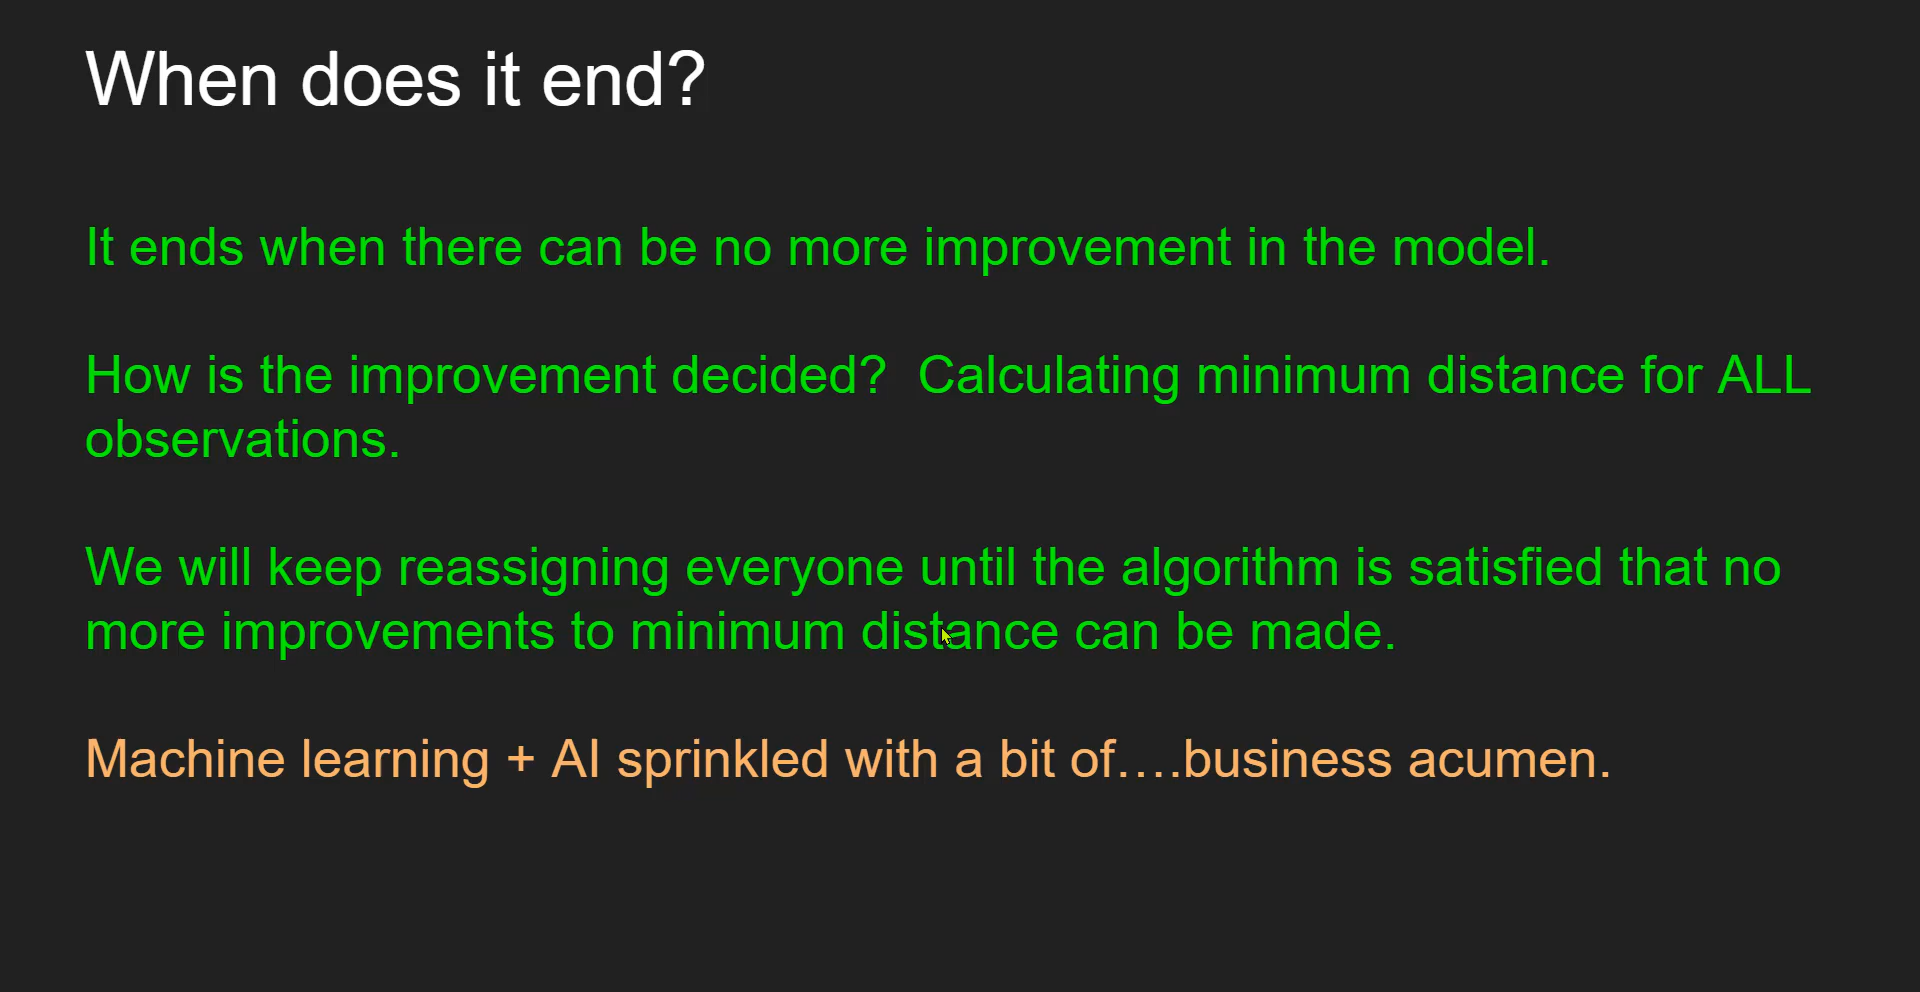 When does it end?
It ends when there can be no more improvement in the model.
How is the improvement decided?  Calculating minimum distance for ALL
observations.
We will keep reassigning everyone until the algorithm is satisfied that no
more improvements to minimum distance can be made.
Machine learning + AI sprinkled with a bit of….business acumen.